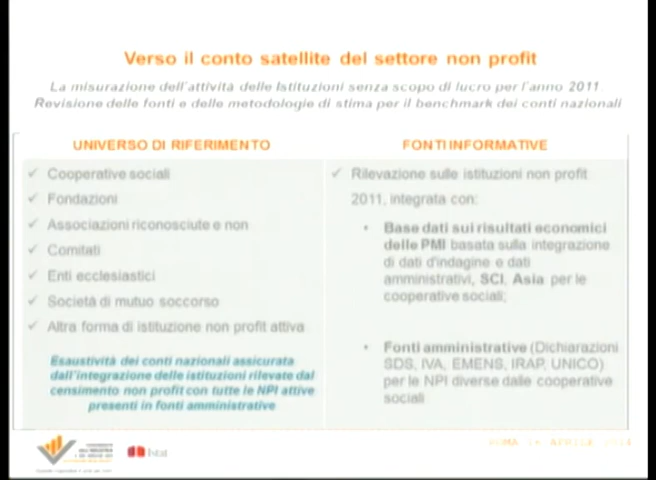 Verso il conto satellite del settore non profit
La misurazione dell'attività delle Istituzioni senza scopo di lucro per l'anno 2011.
Revisione delle fonti e delle metodologie di stima per il benchmark dei conti nazionali
UNIVERSO DI RIFERIMENTO
✓ Cooperative sociali
✓ Fondazioni
✓ Associazioni riconosciute e non
✓ Comitati
✓ Enti ecclesiastici
✓ Società di mutuo soccorso
✓ Altra forma di istituzione non profit attiva
Esaustività dei conti nazionali assicurata
dall'integrazione delle istituzioni rilevate dal
censimento non profit con tutte le NPI attive
presenti in fonti amministrative
FONTI INFORMATIVE
✓ Rilevazione sulle istituzioni non profit
2011, integrata con:
• Base dati sui risultati economici
delle PMI basata sulla integrazione
di dati d'indagine e dati
amministrativi, SCI, Asia per le
cooperative sociali;
• Fonti amministrative (Dichiarazioni
SDS, IVA, EMENS, IRAP, UNICO)
per le NPI diverse dalle cooperative
sociali
ROMA APRILE
Istat